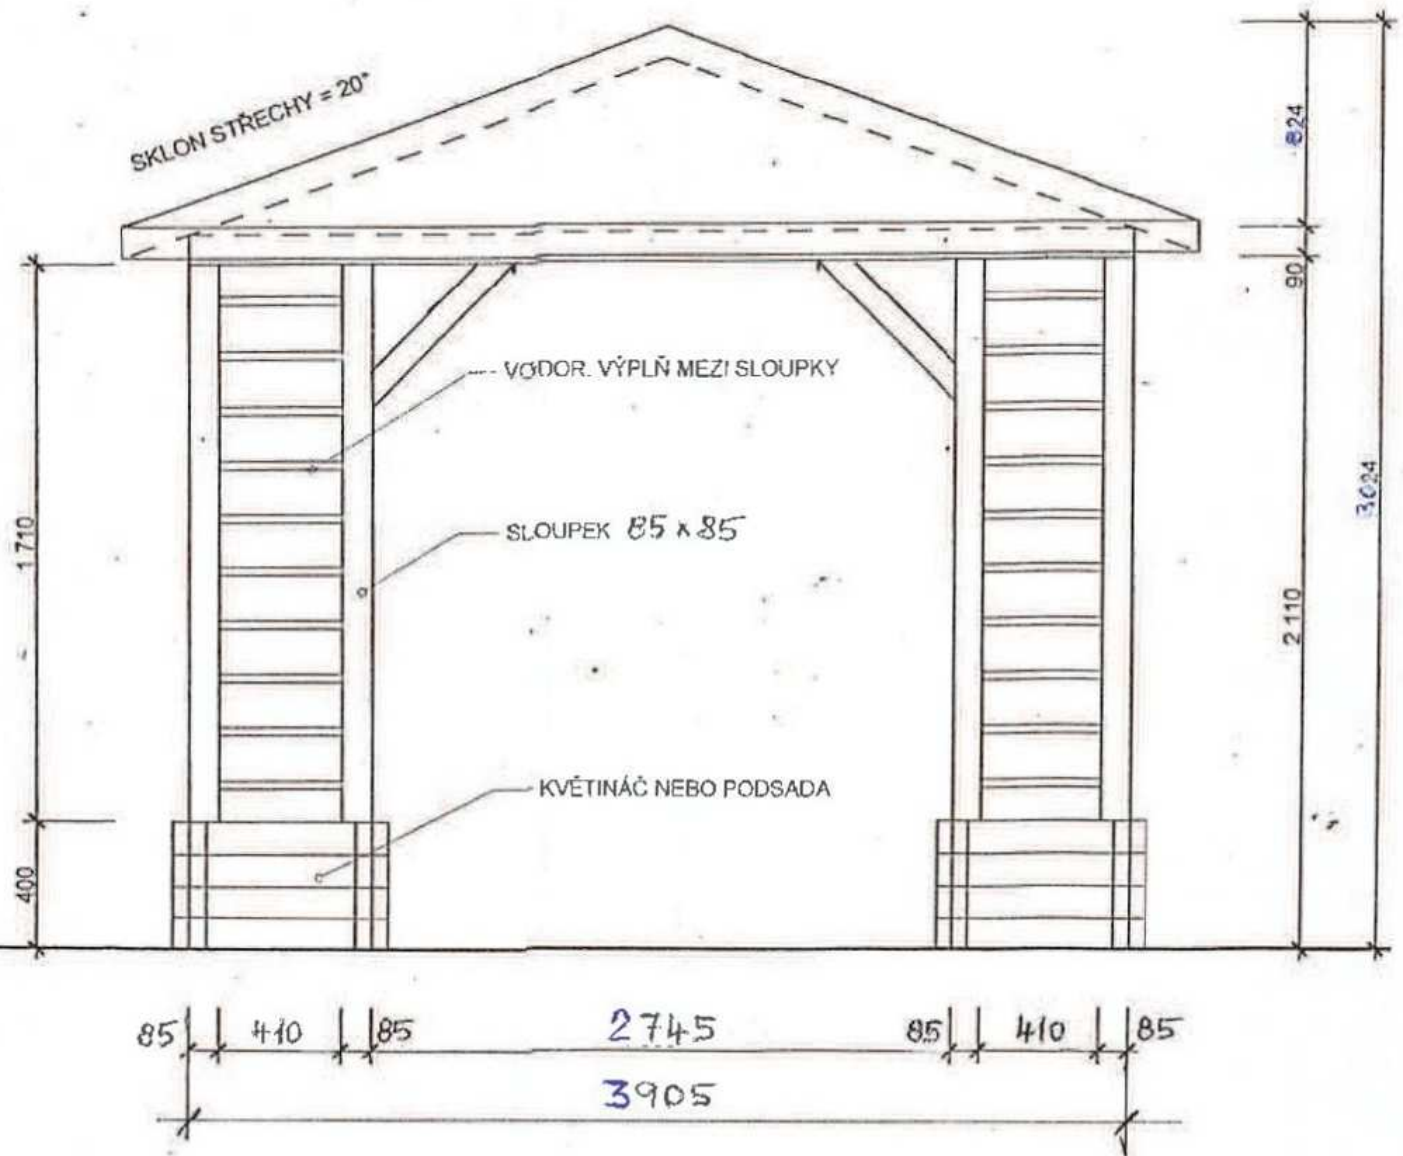 SKLON STŘECHY = 20°
824
90
3024
VODOR. VÝPLŇ MEZI SLOUPKY
1710
SLOUPEK 85 x 85
2110
KVĚTINÁČ NEBO PODSADA
400
85 410 85 2745 85 410 85
3905